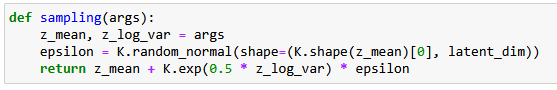 def sampling(args):
    z_mean, z_log_var = args
    epsilon = K.random_normal(shape=(K.shape(z_mean)[0], latent_dim))
    return z_mean + K.exp(0.5 * z_log_var) * epsilon